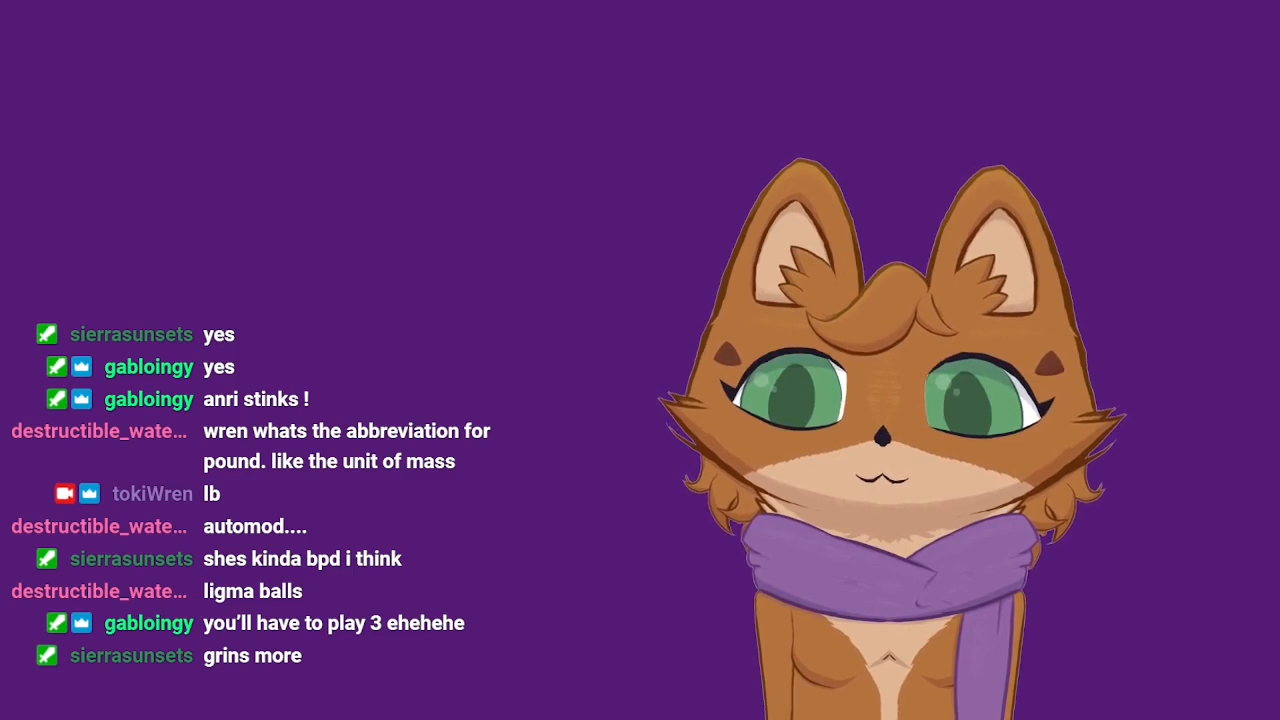 sierrasunsets yes
gabloingy yes
gabloingy anri stinks !
destructible_wate... wren whats the abbreviation for
pound. like the unit of mass
tokiWren lb
destructible_wate... automod....
sierrasunsets shes kinda bpd i think
destructible_wate... ligma balls
gabloingy you’ll have to play 3 ehehehe
sierrasunsets grins more